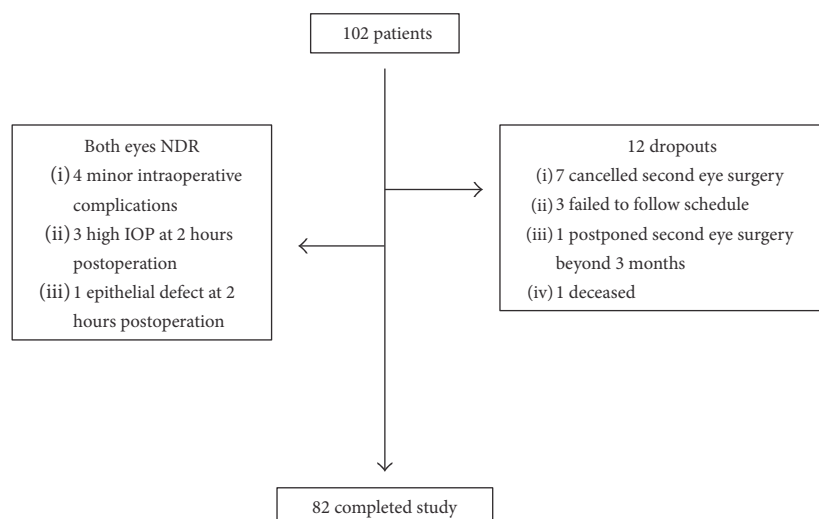 102 patients
Both eyes NDR
(i) 4 minor intraoperative
complications
(ii) 3 high IOP at 2 hours
postoperation
(iii) 1 epithelial defect at 2
hours postoperation
12 dropouts
(i) 7 cancelled second eye surgery
(ii) 3 failed to follow schedule
(iii) 1 postponed second eye surgery
beyond 3 months
(iv) 1 deceased
82 completed study